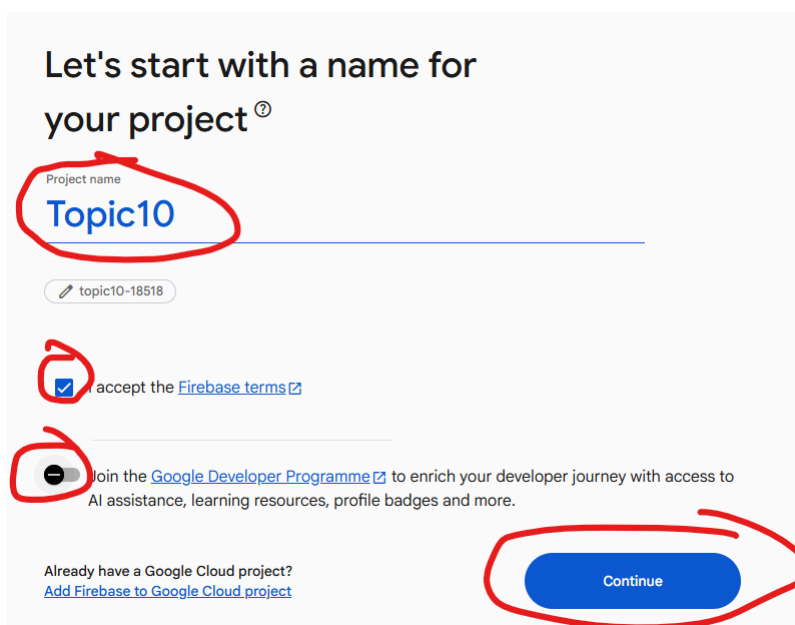 Let's start with a name for
your project
Project name
Topic10
topic10-18518
I accept the Firebase terms
Join the Google Developer Programme to enrich your developer journey with access to
AI assistance, learning resources, profile badges and more.
Already have a Google Cloud project?
Add Firebase to Google Cloud project
Continue